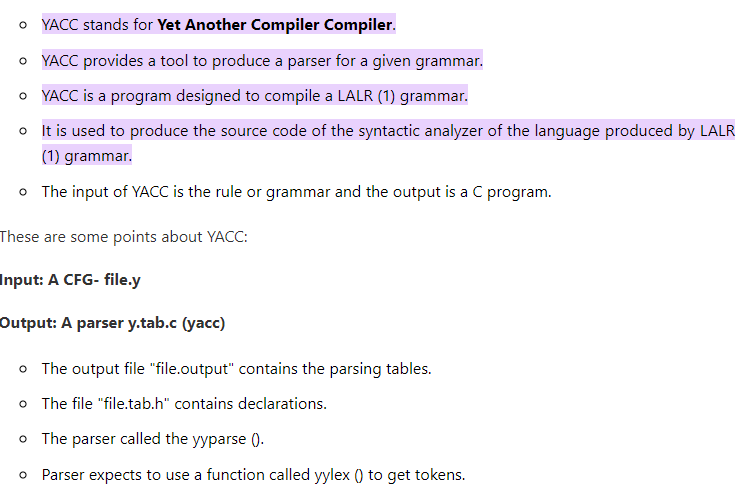 YACC stands for Yet Another Compiler Compiler.
YACC provides a tool to produce a parser for a given grammar.
YACC is a program designed to compile a LALR (1) grammar.
It is used to produce the source code of the syntactic analyzer of the language produced by LALR
(1) grammar.
The input of YACC is the rule or grammar and the output is a C program.
These are some points about YACC:
Input: A CFG- file.y
Output: A parser y.tab.c (yacc)
The output file "file.output" contains the parsing tables.
The file "file.tab.h" contains declarations.
The parser called the yyparse ().
Parser expects to use a function called yylex () to get tokens.